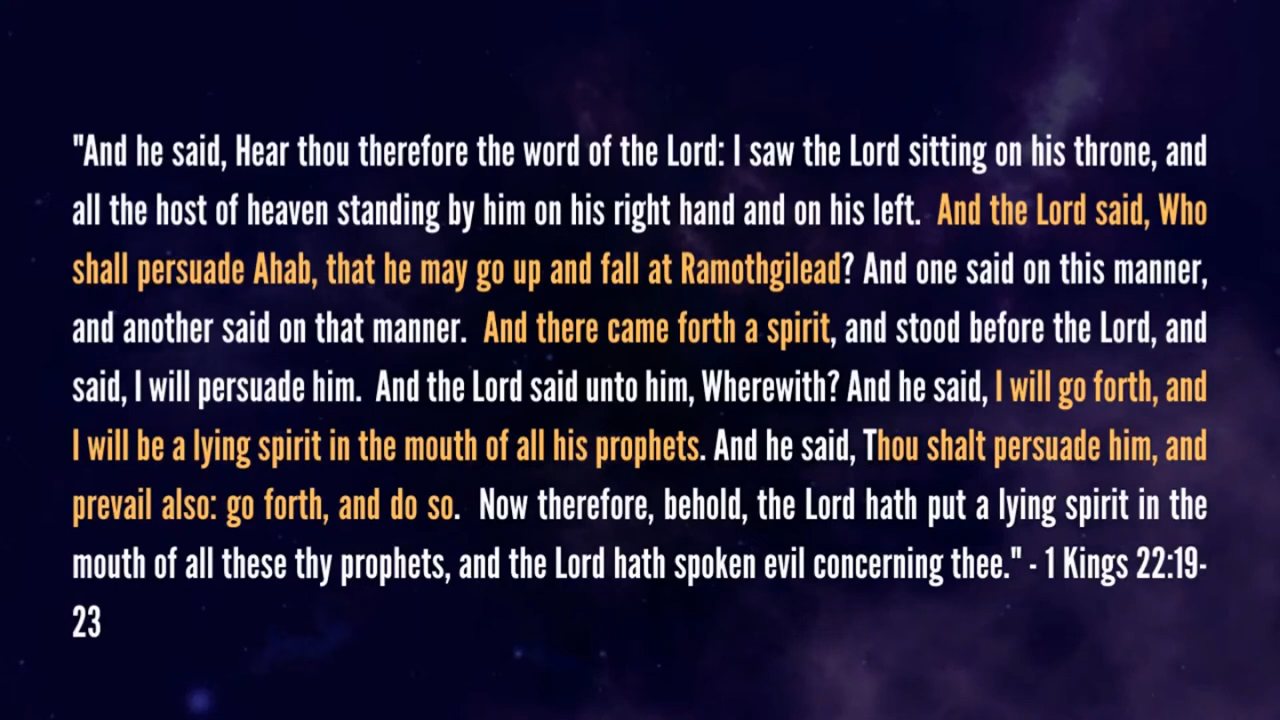 "And he said, Hear thou therefore the word of the Lord: I saw the Lord sitting on his throne, and
all the host of heaven standing by him on his right hand and on his left.  And the Lord said, Who
shall persuade Ahab, that he may go up and fall at Ramothgilead? And one said on this manner,
and another said on that manner.  And there came forth a spirit, and stood before the Lord, and
said, I will persuade him.  And the Lord said unto him, Wherewith? And he said, I will go forth, and
I will be a lying spirit in the mouth of all his prophets. And he said, Thou shalt persuade him, and
prevail also: go forth, and do so.  Now therefore, behold, the Lord hath put a lying spirit in the
mouth of all these thy prophets, and the Lord hath spoken evil concerning thee." - 1 Kings 22:19-
23